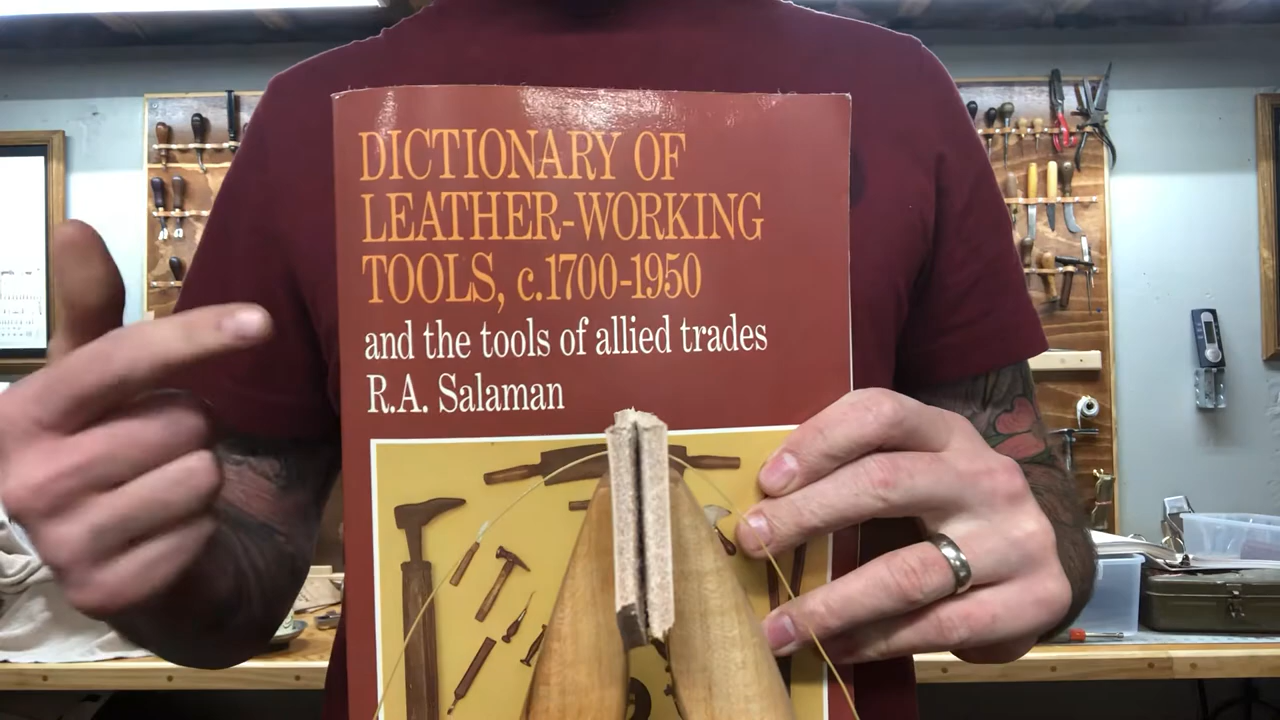 DICTIONARY OF
LEATHER-WORKING
TOOLS, c.1700-1950
and the tools of allied trades
R.A. Salaman